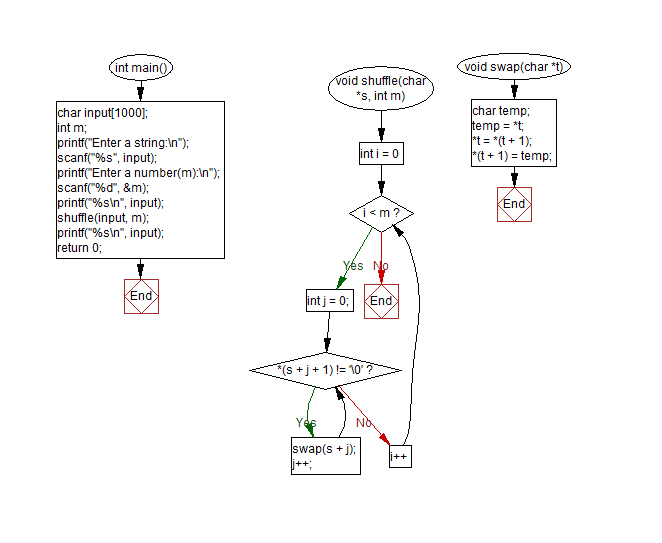 int main()
char input[1000];
int m;
printf("Enter a string:\n");
scanf("%s", input);
printf("Enter a number(m):\n");
scanf("%d", &m);
printf("%s\n", input);
shuffle(input, m);
printf("%s\n", input);
return 0;
End
void shuffle(char
*s, int m)
int i = 0
i < m ?
Yes
No
int j = 0;
End
*(s + j + 1) != '\0' ?
Yes
No
swap(s + j);
j++;
i++
void swap(char *t)
char temp;
temp = *t;
*t = *(t + 1);
*(t + 1) = temp;
End